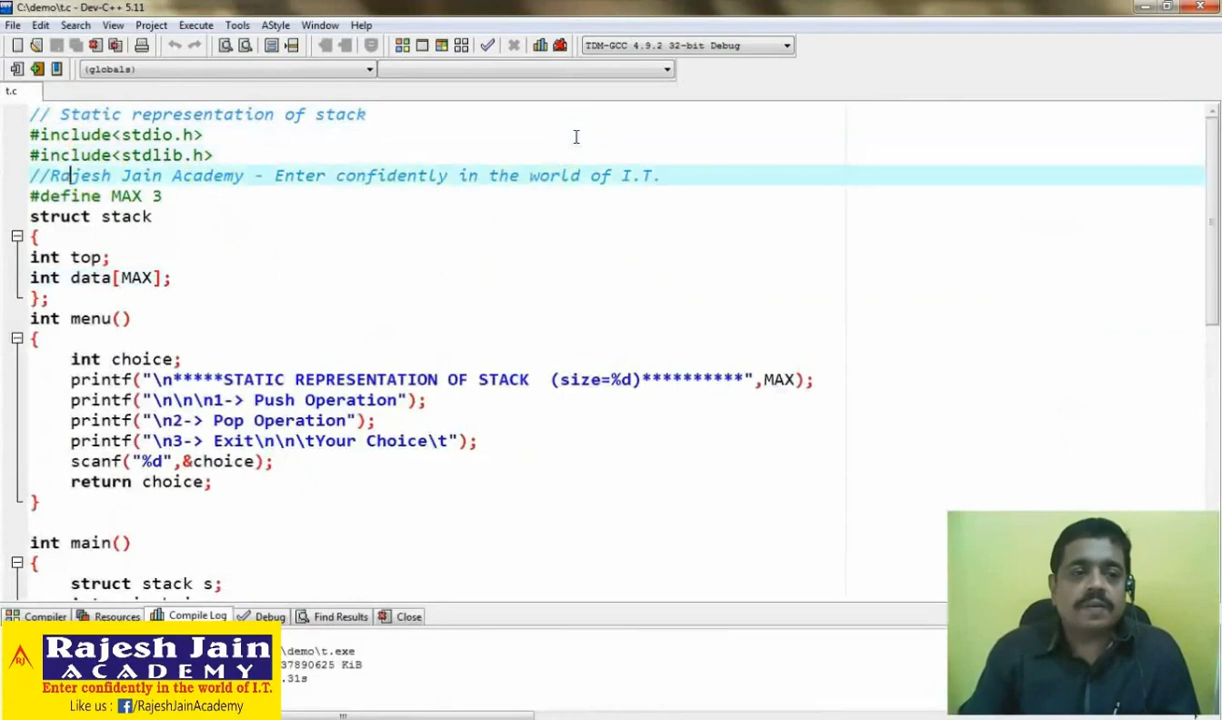 C:\demo\t.c - Dev-C++ 5.11
File Edit Search View Project Execute Tools AStyle Window Help
TDM-GCC 4.9.2 32-bit Debug
(globals)
t.c
// Static representation of stack
#include<stdio.h>
#include<stdlib.h>
//Rajesh Jain Academy - Enter confidently in the world of I.T.
#define MAX 3
struct stack
{
int top;
int data[MAX];
};
int menu()
{
int choice;
printf("\n*****STATIC REPRESENTATION OF STACK (size=%d)**********",MAX);
printf("\n\n\n1-> Push Operation");
printf("\n2-> Pop Operation");
printf("\n3-> Exit\n\n\tYour Choice\t");
scanf("%d",&choice);
return choice;
}
int main()
{
struct stack s;
Compiler Resources Compile Log Debug Find Results Close
\demo\t.exe
37890625 KiB
.31s
RJ
Rajesh Jain
ACADEMY
Enter confidently in the world of I.T.
Like us : f/RajeshJainAcademy